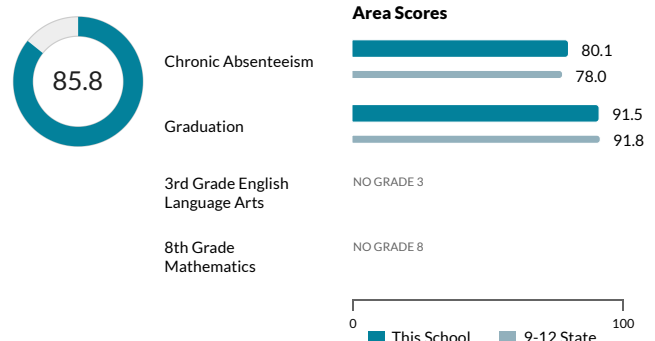 Area Scores
85.8
Chronic Absenteeism
80.1
78.0
Graduation
91.5
91.8
3rd Grade English
Language Arts
NO GRADE 3
8th Grade
Mathematics
NO GRADE 8
0
100
This School
9-12 State